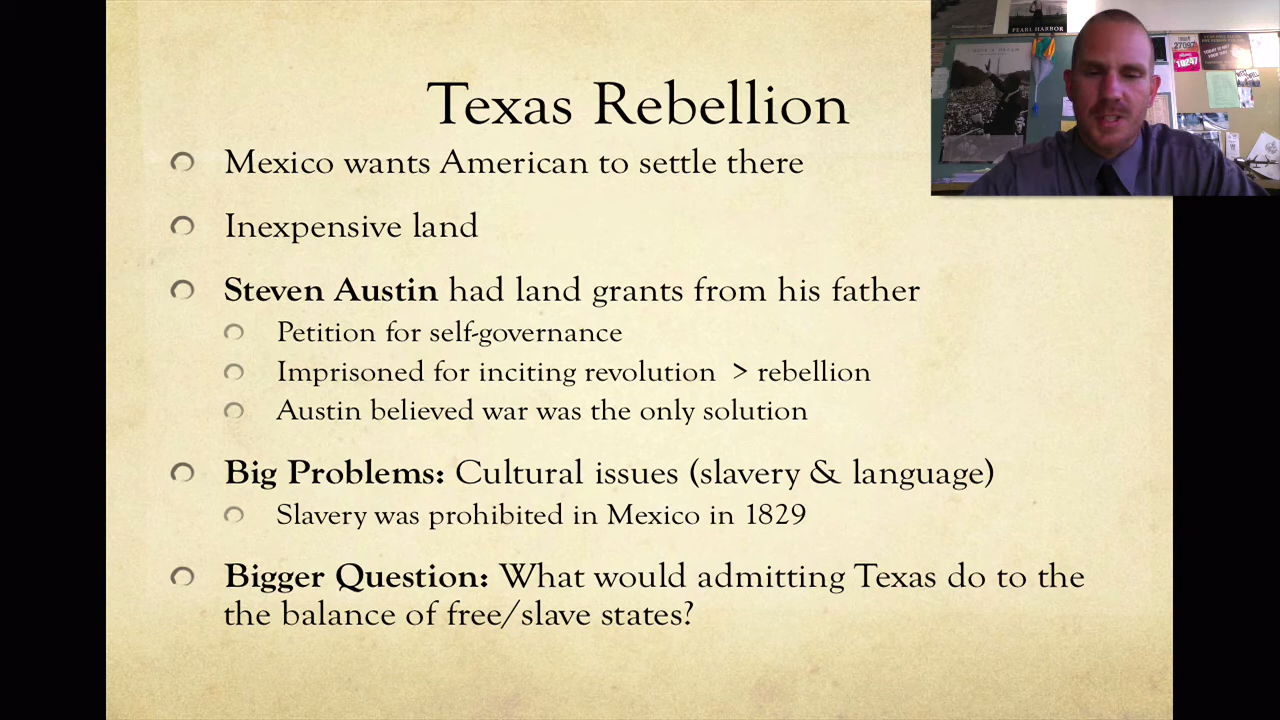 Texas Rebellion
Mexico wants American to settle there
Inexpensive land
Steven Austin had land grants from his father
Petition for self-governance
Imprisoned for inciting revolution > rebellion
Austin believed war was the only solution
Big Problems: Cultural issues (slavery & language)
Slavery was prohibited in Mexico in 1829
Bigger Question: What would admitting Texas do to the
the balance of free/slave states?
PEARL HARBOR
27097
10247